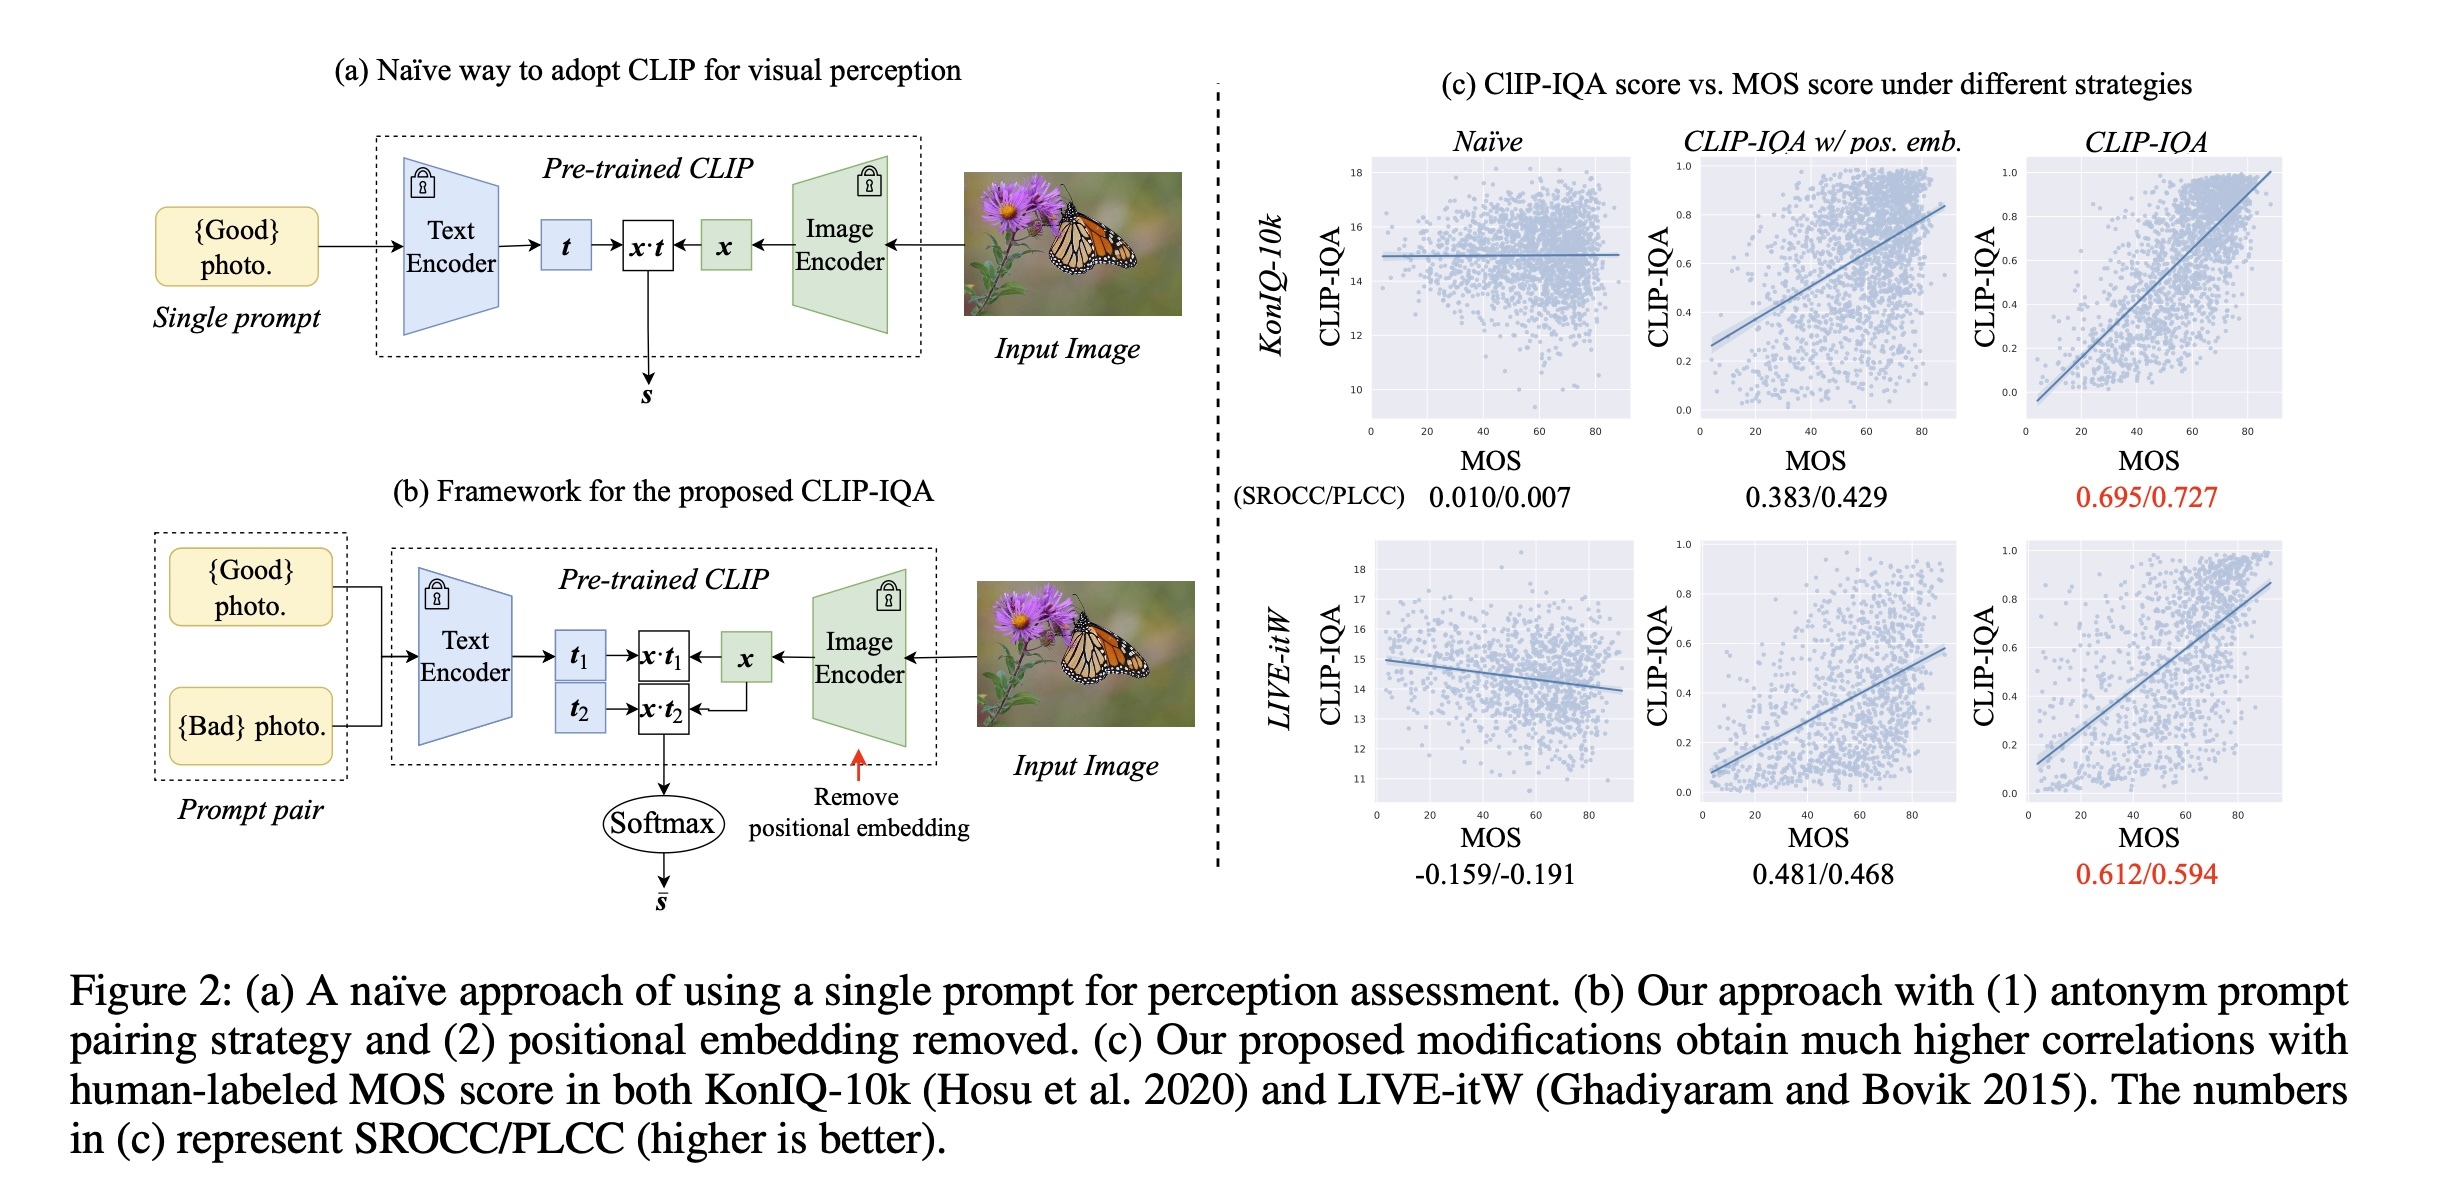 (a) Naïve way to adopt CLIP for visual perception
Pre-trained CLIP
{Good}
photo.
Single prompt
Text
Encoder
t
x·t
x
Image
Encoder
Input Image
s
(b) Framework for the proposed CLIP-IQA
{Good}
photo.
{Bad} photo.
Prompt pair
Pre-trained CLIP
Text
Encoder
t1
t2
x·t1
x·t2
x
Image
Encoder
Input Image
Remove
positional embedding
Softmax
s̄
(c) ClIP-IQA score vs. MOS score under different strategies
Naïve
CLIP-IQA w/ pos. emb.
CLIP-IQA
KonIQ-10k
CLIP-IQA
18
16
14
12
10
0 20 40 60 80
MOS
CLIP-IQA
1.0
0.8
0.6
0.4
0.2
0.0
0 20 40 60 80
MOS
CLIP-IQA
1.0
0.8
0.6
0.4
0.2
0.0
0 20 40 60 80
MOS
(SROCC/PLCC) 0.010/0.007 0.383/0.429 0.695/0.727
LIVE-itW
CLIP-IQA
18
17
16
15
14
13
12
11
0 20 40 60 80
MOS
CLIP-IQA
1.0
0.8
0.6
0.4
0.2
0.0
0 20 40 60 80
MOS
CLIP-IQA
1.0
0.8
0.6
0.4
0.2
0.0
0 20 40 60 80
MOS
-0.159/-0.191 0.481/0.468 0.612/0.594
Figure 2: (a) A naïve approach of using a single prompt for perception assessment. (b) Our approach with (1) antonym prompt
pairing strategy and (2) positional embedding removed. (c) Our proposed modifications obtain much higher correlations with
human-labeled MOS score in both KonIQ-10k (Hosu et al. 2020) and LIVE-itW (Ghadiyaram and Bovik 2015). The numbers
in (c) represent SROCC/PLCC (higher is better).